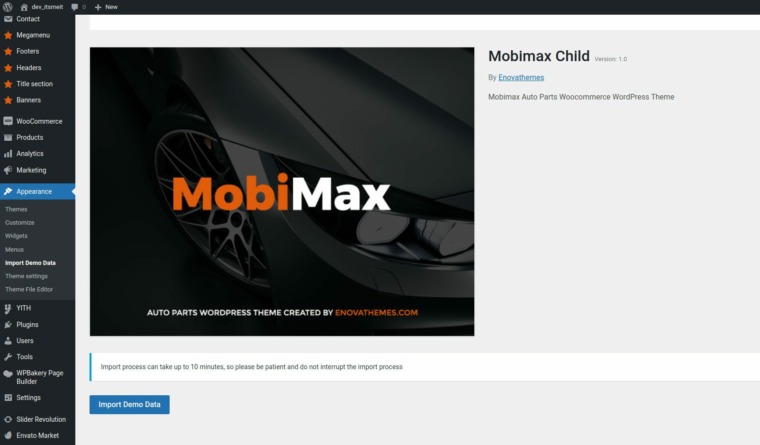 dev_itsmeit 0 New
Contact
Megamenu
Footers
Headers
Title section
Banners
WooCommerce
Products
Analytics
Marketing
Appearance
Themes
Customize
Widgets
Menus
Import Demo Data
Theme settings
Theme File Editor
YITH
Plugins
Users
Tools
WPBakery Page
Builder
Settings
Slider Revolution
Envato Market
MobiMax
AUTO PARTS WORDPRESS THEME CREATED BY ENOVATHEMES.COM
Mobimax Child Version: 1.0
By Enovathemes
Mobimax Auto Parts Woocommerce WordPress Theme
Import process can take up to 10 minutes, so please be patient and do not interrupt the import process
Import Demo Data